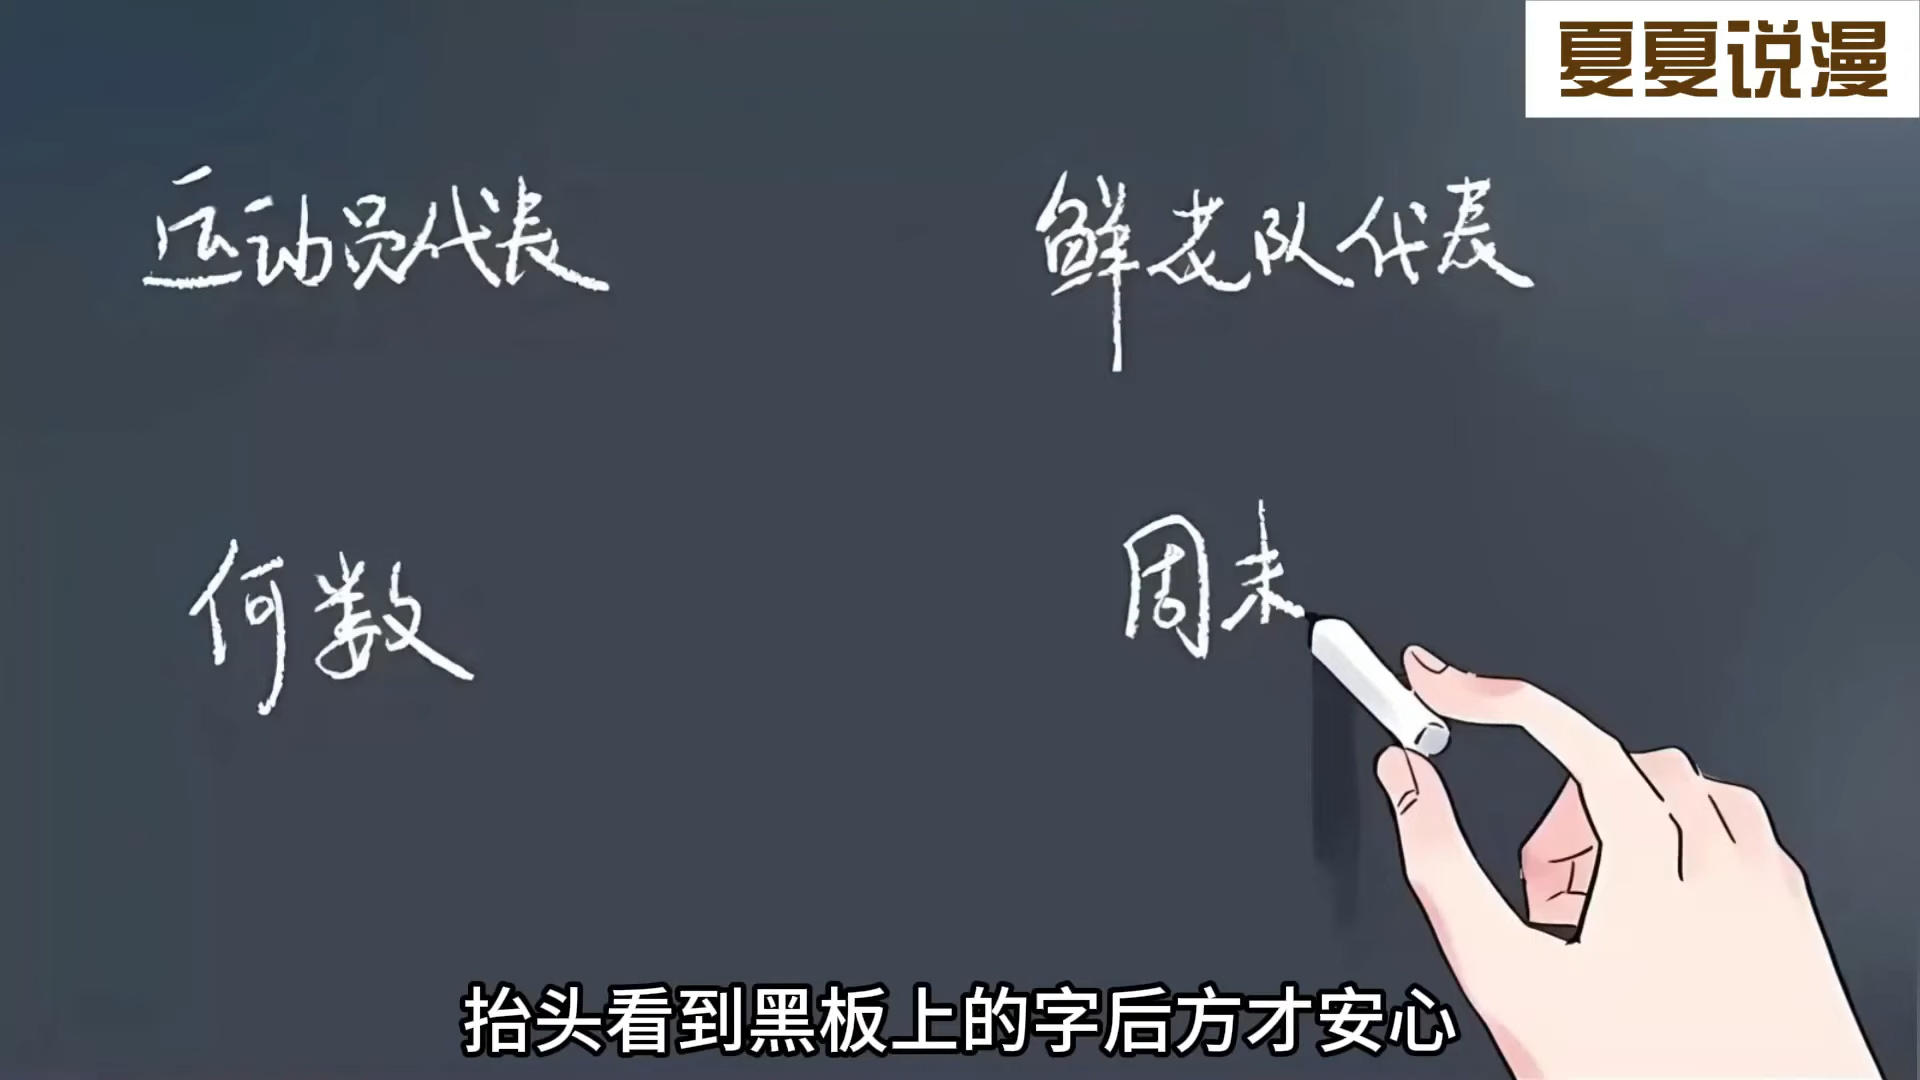 夏夏说漫
运动员代表
鲜花队代表
何数
周末
抬头看到黑板上的字后方才安心